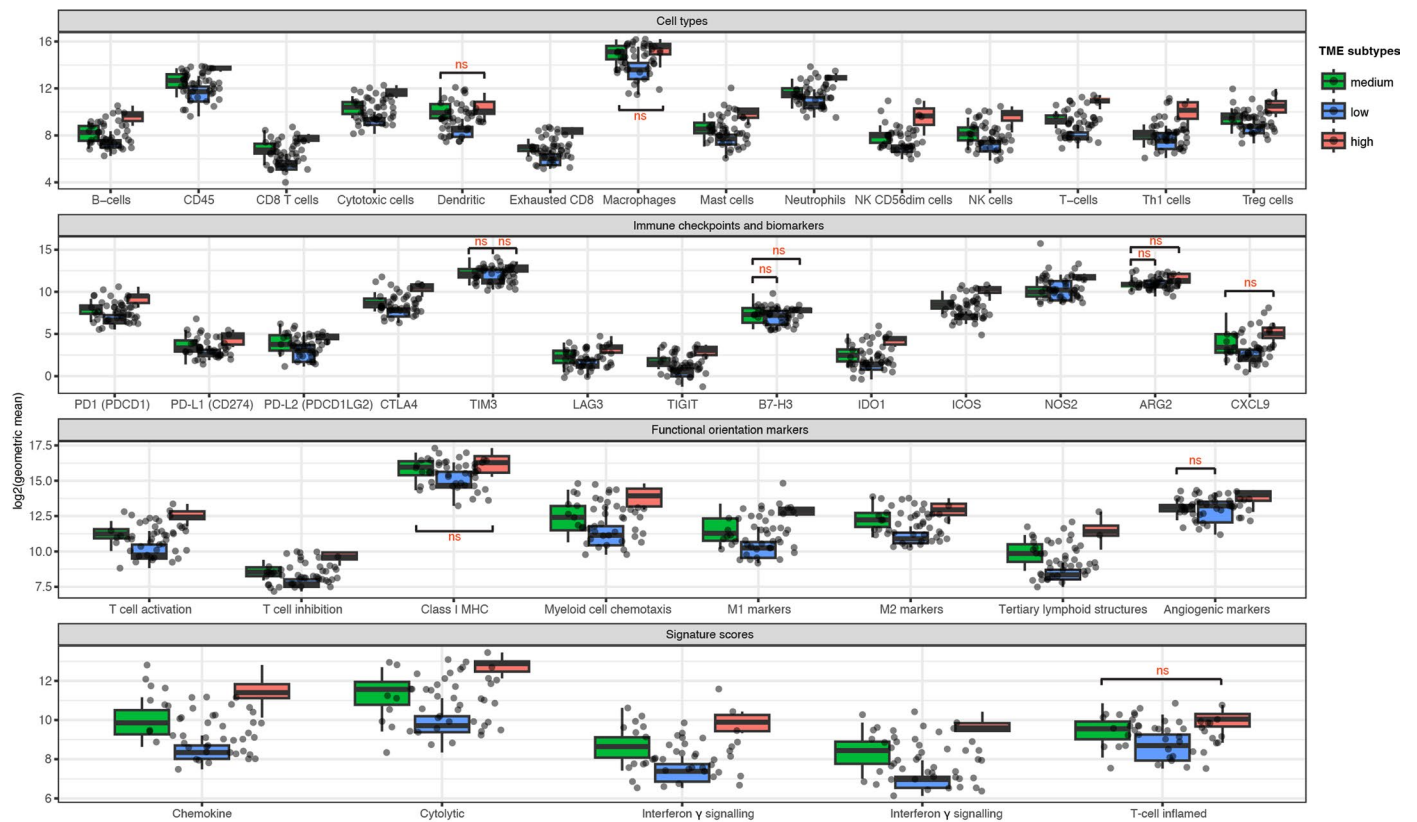 Cell types
16
12
8
4
ns
ns
B−cells CD45 CD8 T cells Cytotoxic cells Dendritic Exhausted CD8 Macrophages Mast cells Neutrophils NK CD56dim cells NK cells T−cells Th1 cells Treg cells
TME subtypes
medium
low
high
Immune checkpoints and biomarkers
15
10
5
0
ns ns
ns
ns
ns
ns
ns
PD1 (PDCD1) PD-L1 (CD274) PD-L2 (PDCD1LG2) CTLA4 TIM3 LAG3 TIGIT B7-H3 IDO1 ICOS NOS2 ARG2 CXCL9
log2(geometric mean)
Functional orientation markers
17.5
15.0
12.5
10.0
7.5
ns
ns
T cell activation T cell inhibition Class I MHC Myeloid cell chemotaxis M1 markers M2 markers Tertiary lymphoid structures Angiogenic markers
Signature scores
12
10
8
6
ns
Chemokine Cytolytic Interferon γ signalling Interferon γ signalling T-cell inflamed